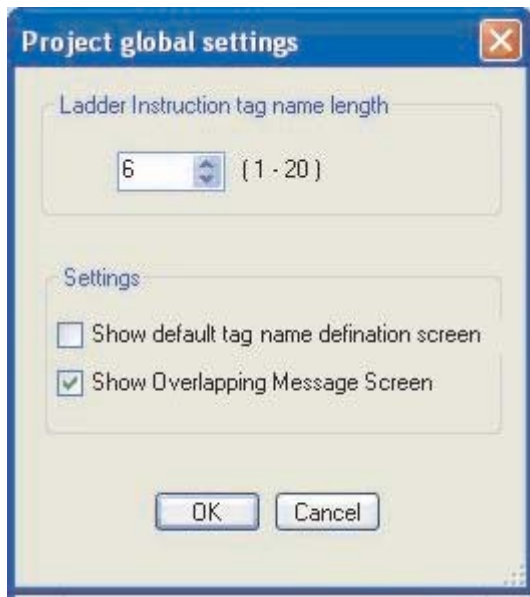 Project global settings
Ladder Instruction tag name length
6 ( 1 - 20 )
Settings
Show default tag name defination screen
Show Overlapping Message Screen
OK Cancel